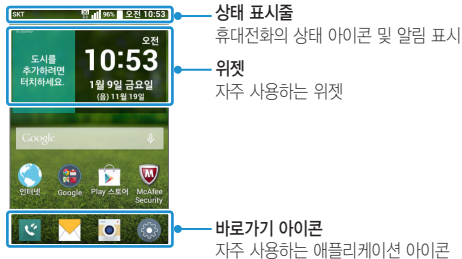 SKT 96% 오전 10:53
상태 표시줄
휴대전화의 상태 아이콘 및 알림 표시
도시를
추가하려면
터치하세요.
오전
10:53
1월 9일 금요일
(음) 11월 19일
위젯
자주 사용하는 위젯
Google
인터넷
Google
Play 스토어
McAfee
Security
바로가기 아이콘
자주 사용하는 애플리케이션 아이콘